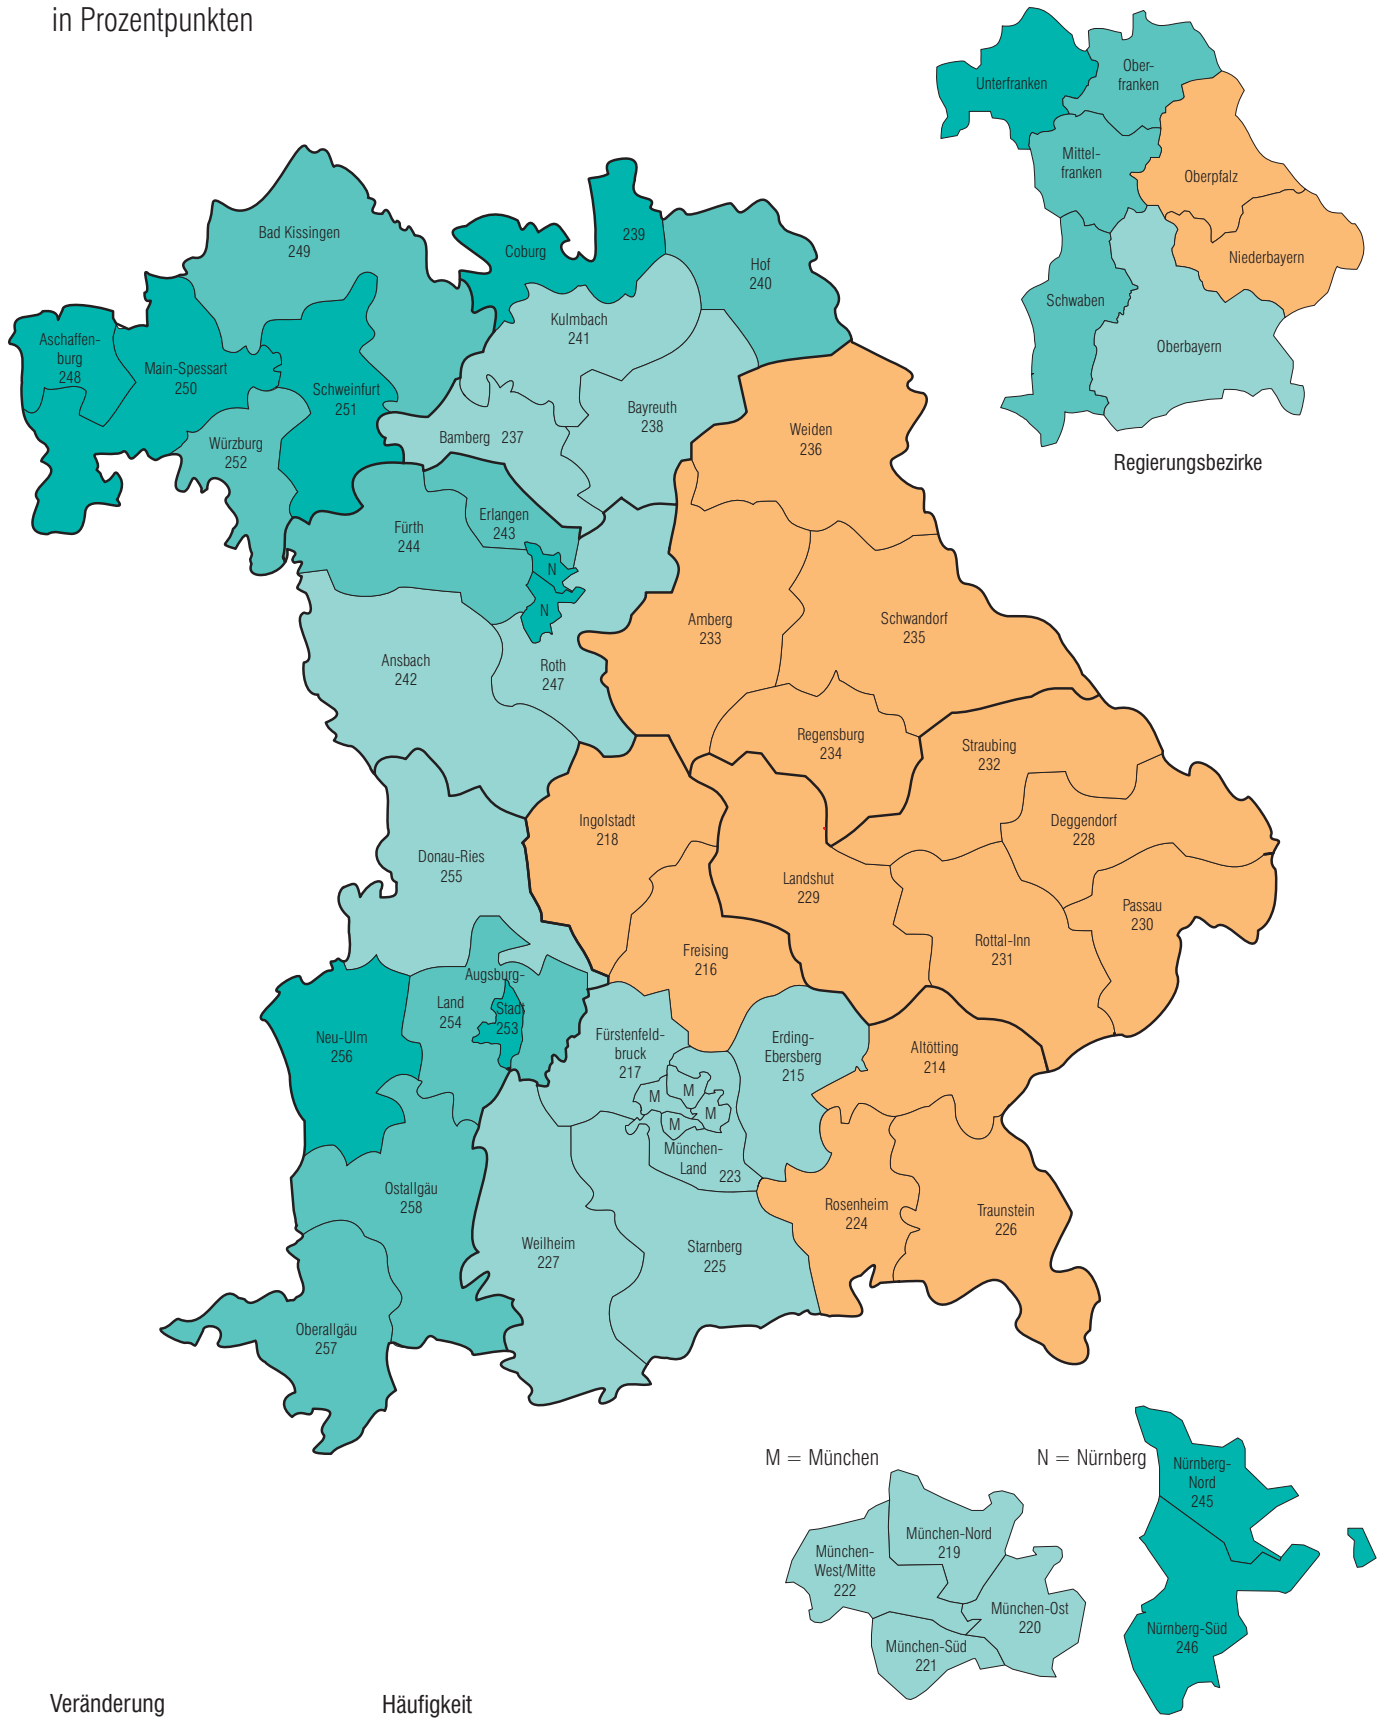 in Prozentpunkten
Unterfranken
Ober-
franken
Mittel-
franken
Oberpfalz
Niederbayern
Schwaben
Oberbayern
Regierungsbezirke
Bad Kissingen
249
Coburg
239
Hof
240
Kulmbach
241
Aschaffen-
burg
248
Main-Spessart
250
Schweinfurt
251
Würzburg
252
Bamberg 237
Bayreuth
238
Weiden
236
Fürth
244
Erlangen
243
N
N
Amberg
233
Schwandorf
235
Ansbach
242
Roth
247
Regensburg
234
Straubing
232
Ingolstadt
218
Deggendorf
228
Donau-Ries
255
Landshut
229
Passau
230
Rottal-Inn
231
Freising
216
Augsburg-
Land
254
Stadt
253
Neu-Ulm
256
Fürstenfeld-
bruck
217
Erding-
Ebersberg
215
Altötting
214
M
M
M
M
München-
Land
223
Ostallgäu
258
Rosenheim
224
Traunstein
226
Weilheim
227
Starnberg
225
Oberallgäu
257
M = München
N = Nürnberg
Nürnberg-
Nord
245
München-Nord
219
München-
West/Mitte
222
München-Ost
220
München-Süd
221
Nürnberg-Süd
246
Veränderung
Häufigkeit